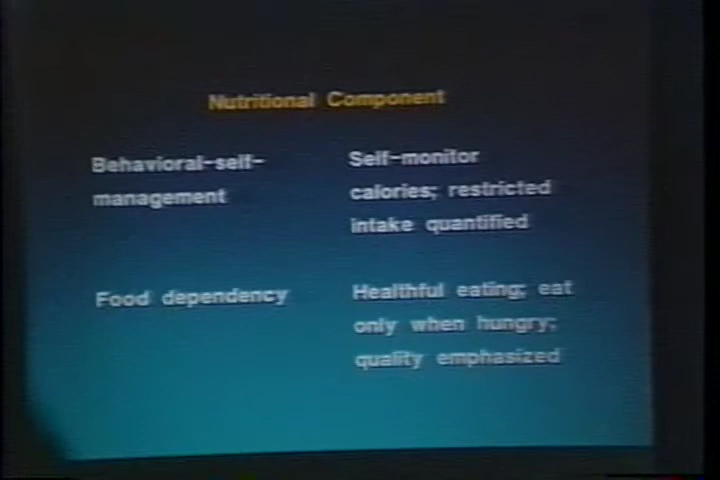 Nutritional Component
Behavioral-self-
management
Self-monitor
calories; restricted
intake quantified
Food dependency
Healthful eating; eat
only when hungry;
quality emphasized